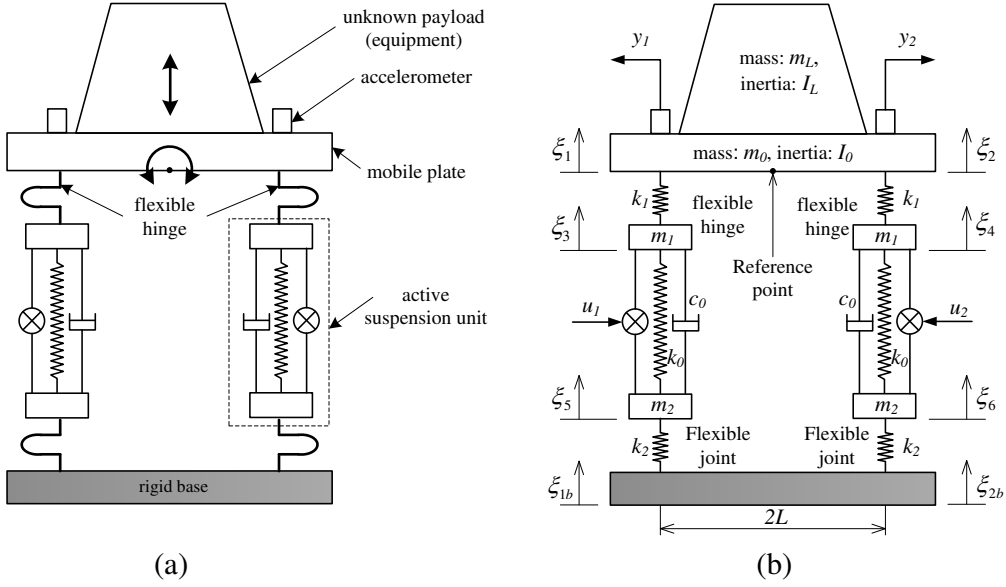 unknown payload
(equipment)
accelerometer
mobile plate
flexible
hinge
active
suspension unit
rigid base
(a)
y1
y2
mass: mL,
inertia: IL
ξ1
mass: m0, inertia: I0
ξ2
k1
flexible
hinge
flexible
hinge
k1
ξ3
m1
m1
ξ4
Reference
point
u1
c0
c0
u2
k0
k0
ξ5
m2
m2
ξ6
k2
Flexible
joint
Flexible
joint
k2
ξ1b
ξ2b
2L
(b)